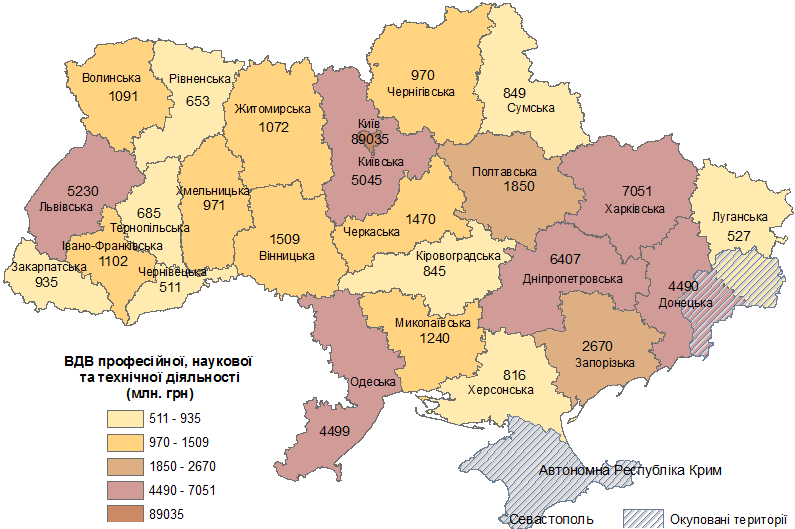 Волинська
1091
Рівненська
653
Житомирська
1072
970
Чернігівська
849
Сумська
Київ
89035
Київська
5045
5230
Львівська
685
Тернопільська
Хмельницька
971
Полтавська
1850
7051
Харківська
Луганська
527
1470
Черкаська
1509
Вінницька
Івано-Франківська
1102
Закарпатська
935
Чернівецька
511
Кіровоградська
845
6407
Дніпропетровська
4490
Донецька
Миколаївська
1240
2670
Запорізька
816
Херсонська
Одеська
4499
Автономна Республіка Крим
Севастополь
ВДВ професійної, наукової
та технічної діяльності
(млн. грн)
511 - 935
970 - 1509
1850 - 2670
4490 - 7051
89035
Окуповані території